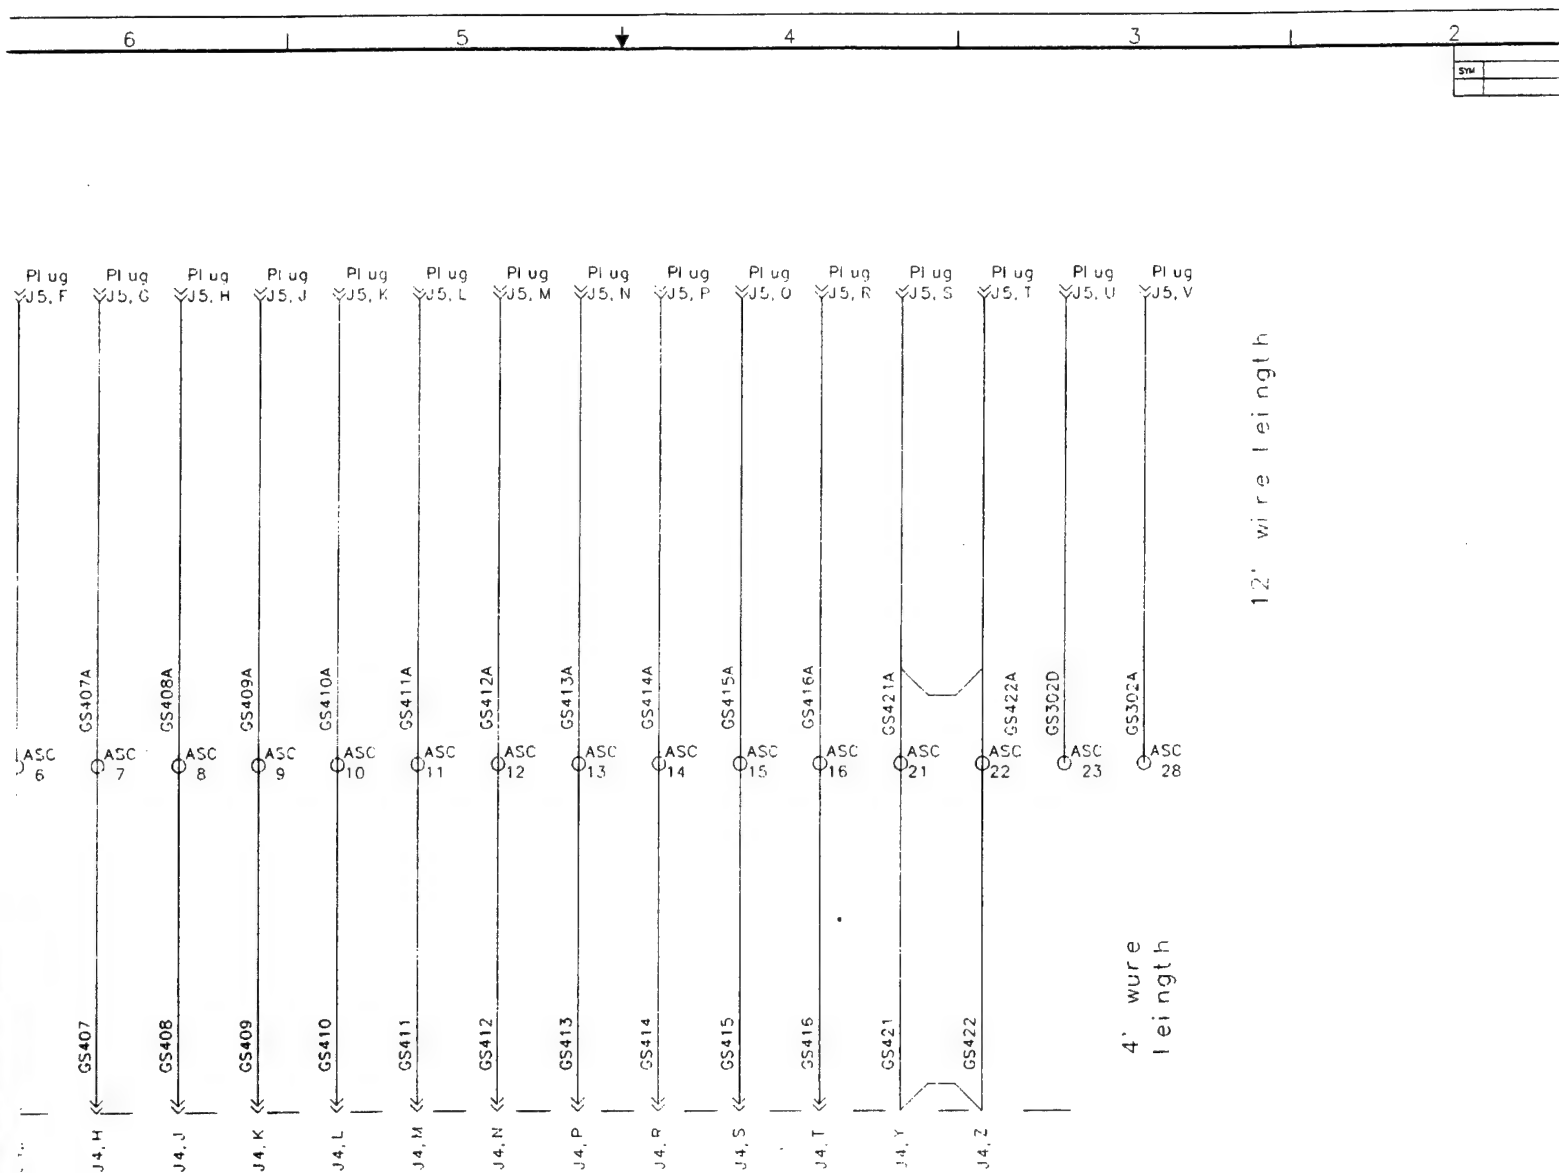 6 5 4 3 2
SYM
Plug Plug Plug Plug Plug Plug Plug Plug Plug Plug Plug Plug Plug Plug Plug
J5,F J5,G J5,H J5,J J5,K J5,L J5,M J5,N J5,P J5,O J5,R J5,S J5,T J5,U J5,V
12' wire leingth
GS407A GS408A GS409A GS410A GS411A GS412A GS413A GS414A GS415A GS416A GS421A GS422A GS302D GS302A
ASC ASC ASC ASC ASC ASC ASC ASC ASC ASC ASC ASC ASC ASC ASC
6 7 8 9 10 11 12 13 14 15 16 21 22 23 28
4' wure
leingth
GS407 GS408 GS409 GS410 GS411 GS412 GS413 GS414 GS415 GS416 GS421 GS422
J4,H J4,J J4,K J4,L J4,M J4,N J4,P J4,R J4,S J4,T J4,Y J4,Z